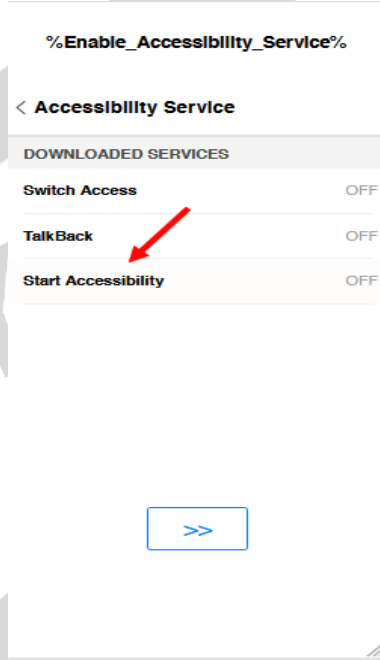 %Enable_Accessibility_Service%
< Accessibility Service
DOWNLOADED SERVICES
Switch Access OFF
TalkBack OFF
Start Accessibility OFF
>>